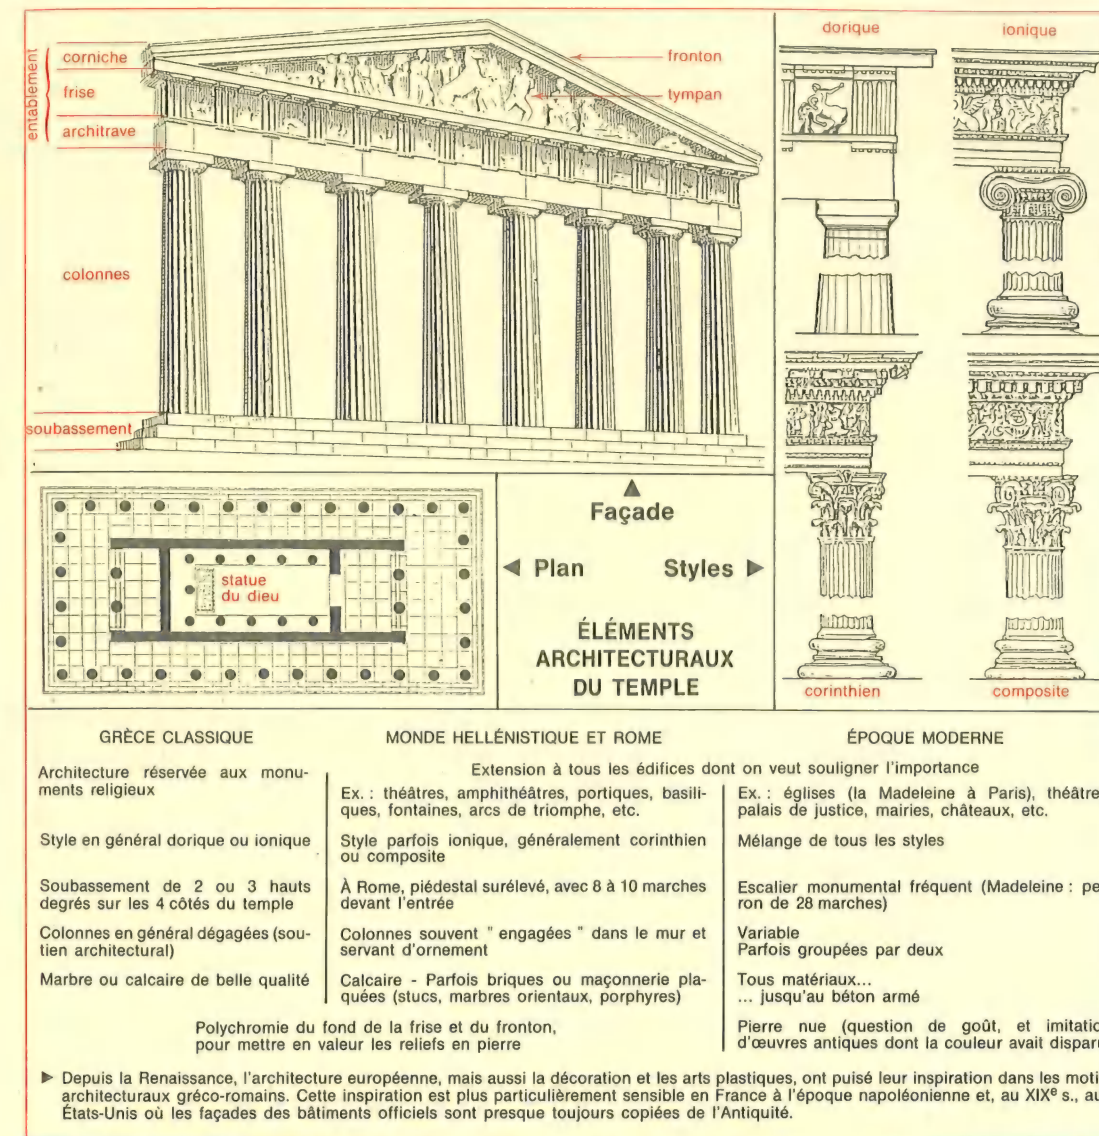 entablement
corniche
frise
architrave
fronton
tympan
colonnes
soubassement
dorique
ionique
corinthien
composite
statue
du dieu
Façade
Plan
Styles
ÉLÉMENTS
ARCHITECTURAUX
DU TEMPLE
GRÈCE CLASSIQUE
Architecture réservée aux monu-
ments religieux
Style en général dorique ou ionique
Soubassement de 2 ou 3 hauts
degrés sur les 4 côtés du temple
Colonnes en général dégagées (sou-
tien architectural)
Marbre ou calcaire de belle qualité
MONDE HELLÉNISTIQUE ET ROME
Extension à tous les édifices dont on veut souligner l'importance
Ex. : théâtres, amphithéâtres, portiques, basili-
ques, fontaines, arcs de triomphe, etc.
Style parfois ionique, généralement corinthien
ou composite
À Rome, piédestal surélevé, avec 8 à 10 marches
devant l'entrée
Colonnes souvent " engagées " dans le mur et
servant d'ornement
Calcaire - Parfois briques ou maçonnerie pla-
quées (stucs, marbres orientaux, porphyres)
Polychromie du fond de la frise et du fronton,
pour mettre en valeur les reliefs en pierre
ÉPOQUE MODERNE
Ex. : églises (la Madeleine à Paris), théâtre
palais de justice, mairies, châteaux, etc.
Mélange de tous les styles
Escalier monumental fréquent (Madeleine : pe
ron de 28 marches)
Variable
Parfois groupées par deux
Tous matériaux...
... jusqu'au béton armé
Pierre nue (question de goût, et imitatio
d'œuvres antiques dont la couleur avait dispar
▶ Depuis la Renaissance, l'architecture européenne, mais aussi la décoration et les arts plastiques, ont puisé leur inspiration dans les moti
architecturaux gréco-romains. Cette inspiration est plus particulièrement sensible en France à l'époque napoléonienne et, au XIXe s., au
États-Unis où les façades des bâtiments officiels sont presque toujours copiées de l'Antiquité.